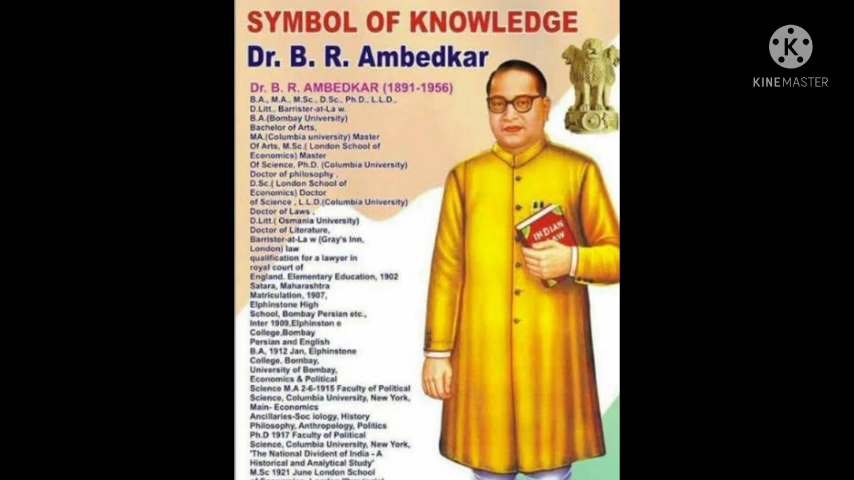 SYMBOL OF KNOWLEDGE
Dr. B. R. Ambedkar
Dr. B. R. AMBEDKAR (1891-1956)
B.A., M.A., M.Sc., D.Sc., Ph.D., L.L.D.,
D.Litt., Barrister-at-La w.
B.A.(Bombay University)
Bachelor of Arts,
MA.(Columbia university) Master
Of Arts, M.Sc.( London School of
Economics) Master
Of Science, Ph.D. (Columbia University)
Doctor of philosophy ,
D.Sc.( London School of
Economics) Doctor
of Science , L.L.D.(Columbia University)
Doctor of Laws ,
D.Litt.( Osmania University)
Doctor of Literature,
Barrister-at-La w (Gray's Inn,
London) law
qualification for a lawyer in
royal court of
England. Elementary Education, 1902
Satara, Maharashtra
Matriculation, 1907,
Elphinstone High
School, Bombay Persian etc.,
Inter 1909,Elphinston e
College,Bombay
Persian and English
B.A, 1912 Jan, Elphinstone
College, Bombay,
University of Bombay,
Economics & Political
Science M.A 2-6-1915 Faculty of Political
Science, Columbia University, New York,
Main- Economics
Ancillaries-Soc iology, History
Philosophy, Anthropology, Politics
Ph.D 1917 Faculty of Political
Science, Columbia University, New York,
'The National Divident of India - A
Historical and Analytical Study'
M.Sc 1921 June London School
of Economics, London
INDIAN
LAW
K
KINEMASTER